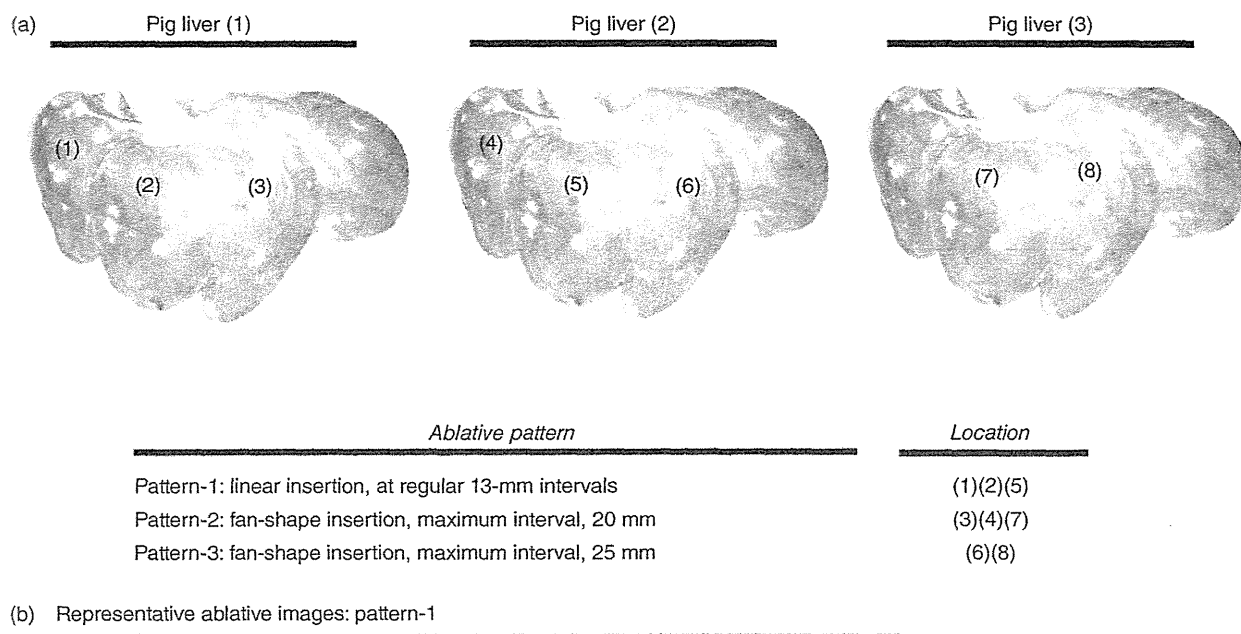 (a) Pig liver (1) Pig liver (2) Pig liver (3)
(1) (2) (3) (4) (5) (6) (7) (8)
Ablative pattern Location
Pattern-1: linear insertion, at regular 13-mm intervals (1)(2)(5)
Pattern-2: fan-shape insertion, maximum interval, 20 mm (3)(4)(7)
Pattern-3: fan-shape insertion, maximum interval, 25 mm (6)(8)
(b) Representative ablative images: pattern-1